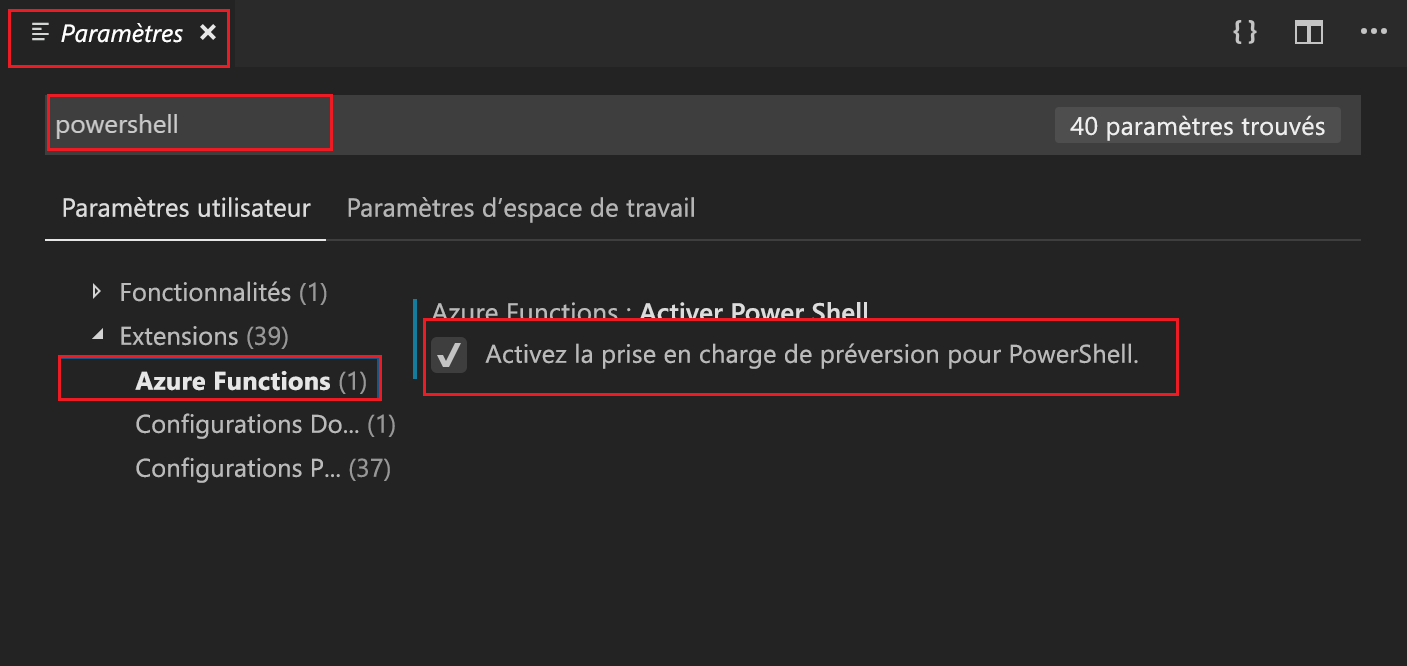 Paramètres
powershell
40 paramètres trouvés
Paramètres utilisateur
Paramètres d’espace de travail
Fonctionnalités (1)
Extensions (39)
Azure Functions (1)
Configurations Do... (1)
Configurations P... (37)
Azure Functions : Activer Power Shell
Activez la prise en charge de préversion pour PowerShell.